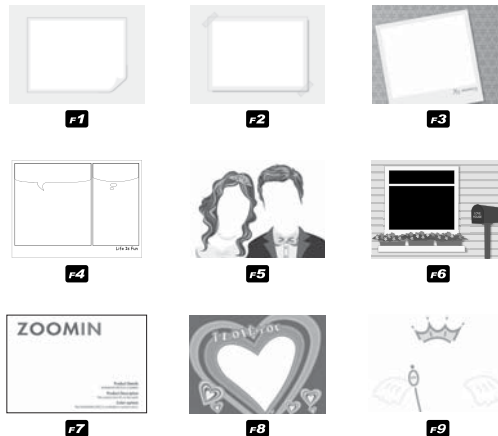 F1
F2
F3
F4
Life Is Fun
F5
F6
ZOOMIN
Product Details
Product Description
Color options
F7
I LOVE YOU
F8
F9